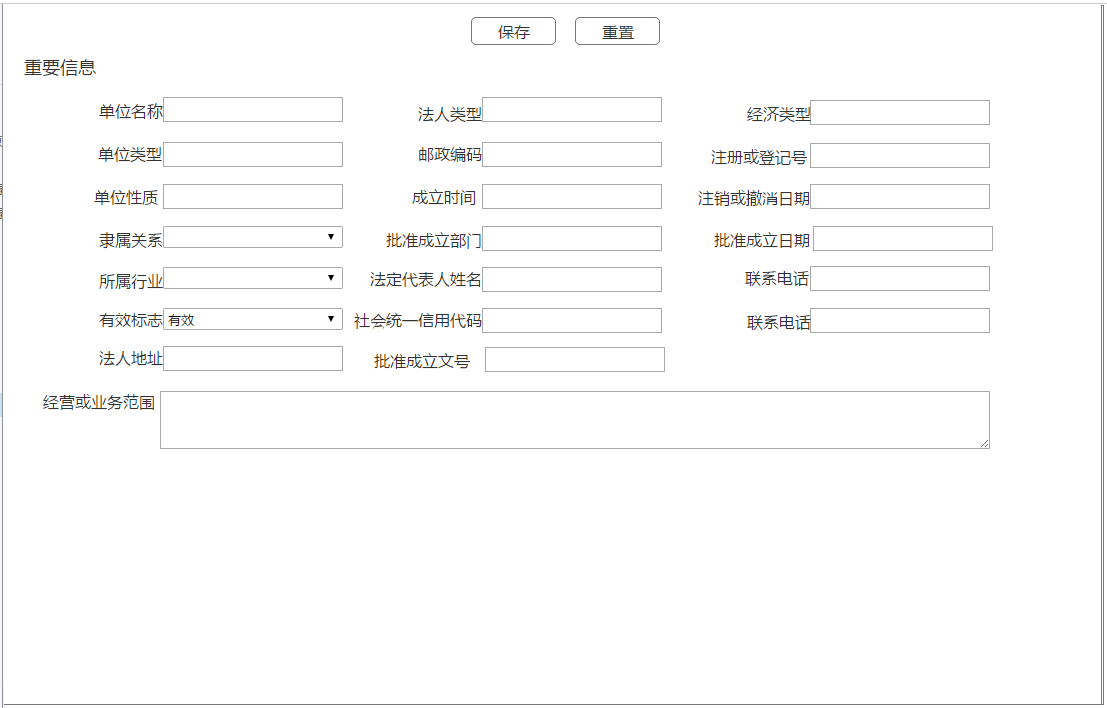 保存 重置
重要信息
单位名称 法人类型 经济类型
单位类型 邮政编码 注册或登记号
单位性质 成立时间 注销或撤消日期
隶属关系 批准成立部门 批准成立日期
所属行业 法定代表人姓名 联系电话
有效标志 有效 社会统一信用代码 联系电话
法人地址 批准成立文号
经营或业务范围